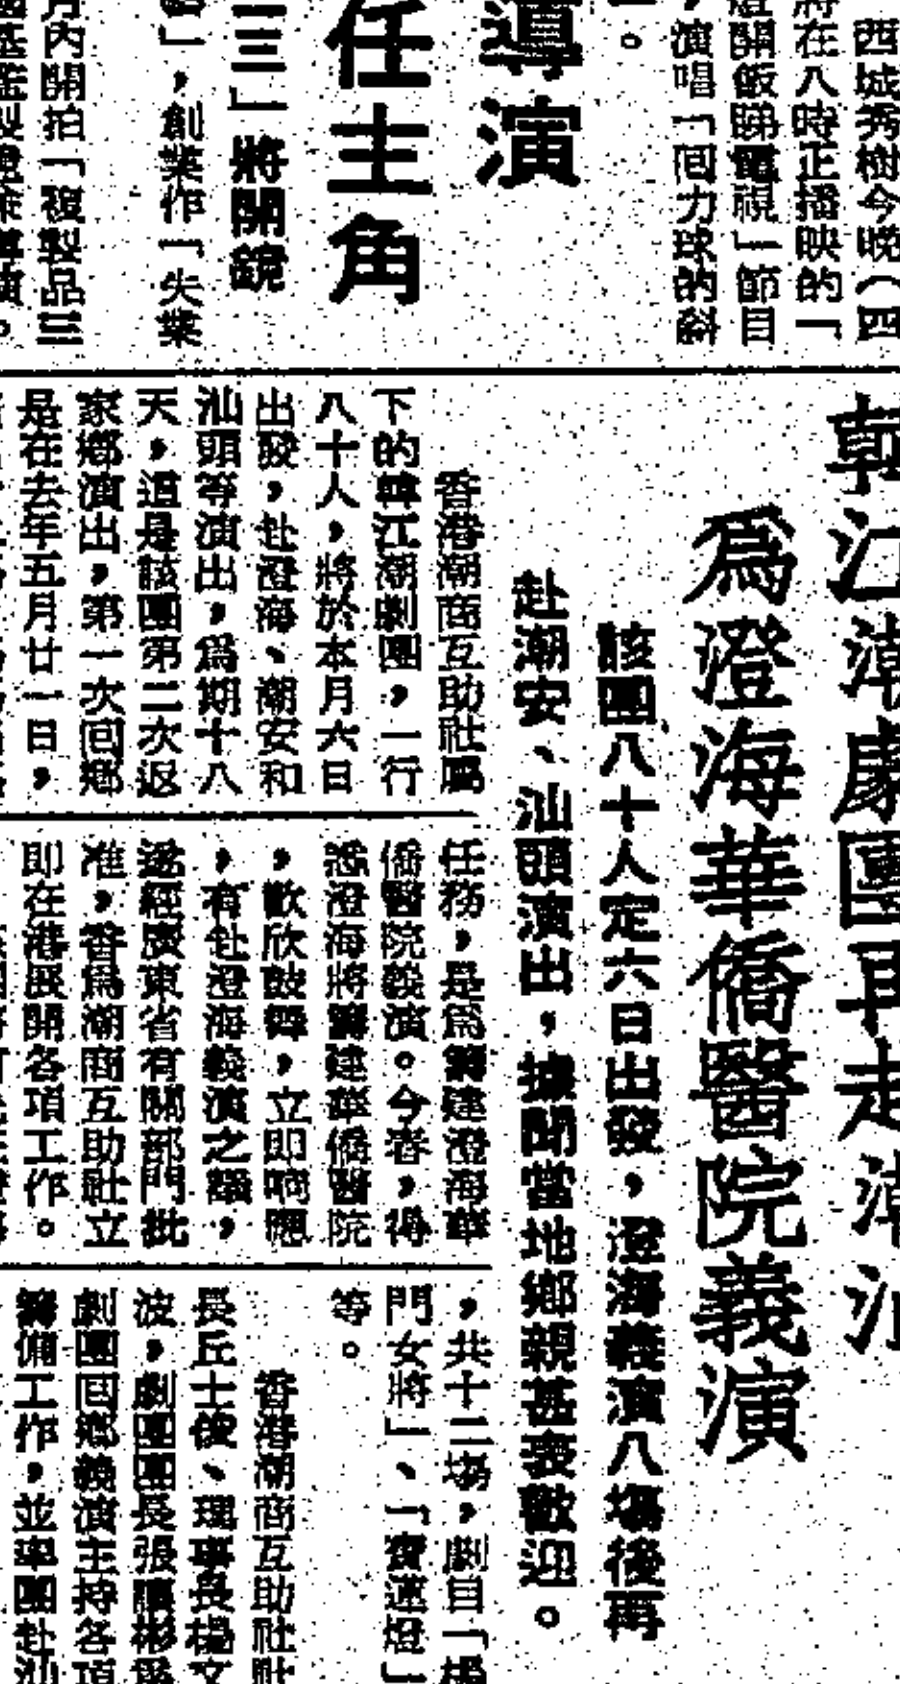 西城秀樹今晚（四
將在八時正播映的「
開飯睇電視」一節目
，演唱「回力球的斜
。
導演
任主角
三」將開鏡
」，創業作「失業
月內開拍「複製品三
韓江潮劇團再赴潮汕
爲澄海華僑醫院義演
該團八十人定六日出發，澄海義演八場後再
赴潮安、汕頭演出，據聞當地鄉親甚表歡迎。
香港潮商互助社屬
下的韓江潮劇團，一行
八十人，將於本月六日
出發，赴澄海、潮安和
汕頭等演出，爲期十八
天，這是該團第二次返
家鄉演出，第一次回鄉
是在去年五月廿一日，
任務，是爲籌建澄海華
僑醫院義演。今春，得
悉澄海將籌建華僑醫院
，歡欣鼓舞，立即響應
，有赴澄海義演之議，
遂經廣東省有關部門批
准，香港潮商互助社立
即在港展開各項工作。
，共十二場，劇目「楊
門女將」、「寶蓮燈」
等。
香港潮商互助社社
長丘士俊、理事長楊文
波，劇團團長張讓彬爲
劇團回鄉義演主持各項
籌備工作，並率團赴汕